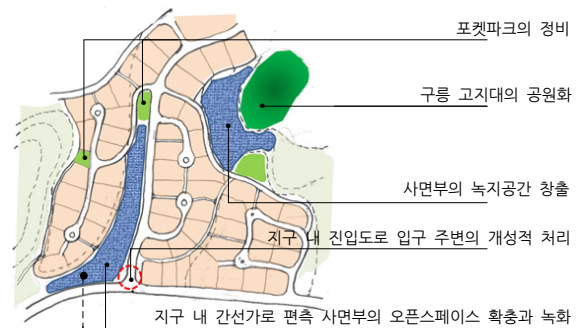 포켓파크의 정비
구릉 고지대의 공원화
사면부의 녹지공간 창출
지구 내 진입도로 입구 주변의 개성적 처리
지구 내 간선가로 편측 사면부의 오픈스페이스 확충과 녹화